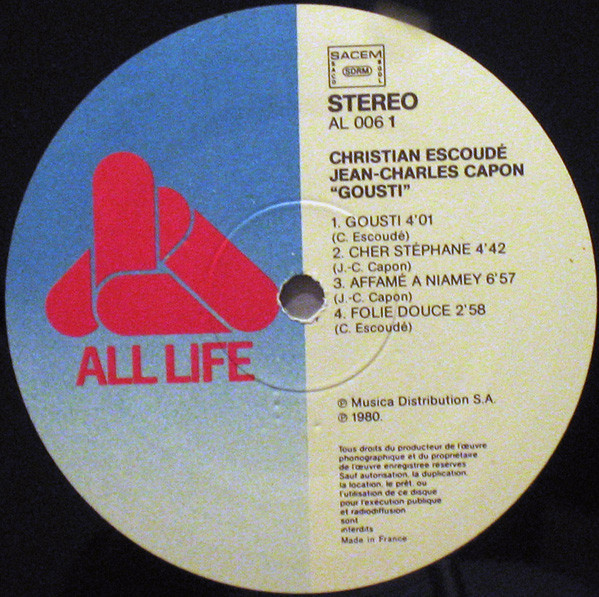 SACEM
SACD
SDRM
SGDL
STEREO
AL 006 1
CHRISTIAN ESCOUDÉ
JEAN-CHARLES CAPON
"GOUSTI"
1. GOUSTI 4'01
(C. Escoudé)
2. CHER STÉPHANE 4'42
(J.-C. Capon)
3. AFFAMÉ A NIAMEY 6'57
(J.-C. Capon)
4. FOLIE DOUCE 2'58
(C. Escoudé)
ALL LIFE
℗ Musica Distribution S.A.
℗ 1980.
Tous droits du producteur de l'œuvre
phonographique et du propriétaire
de l'œuvre enregistrée réservés
Sauf autorisation, la duplication,
la location, le prêt, ou
l'utilisation de ce disque
pour l'exécution publique
et radiodiffusion
sont
interdits
Made in France